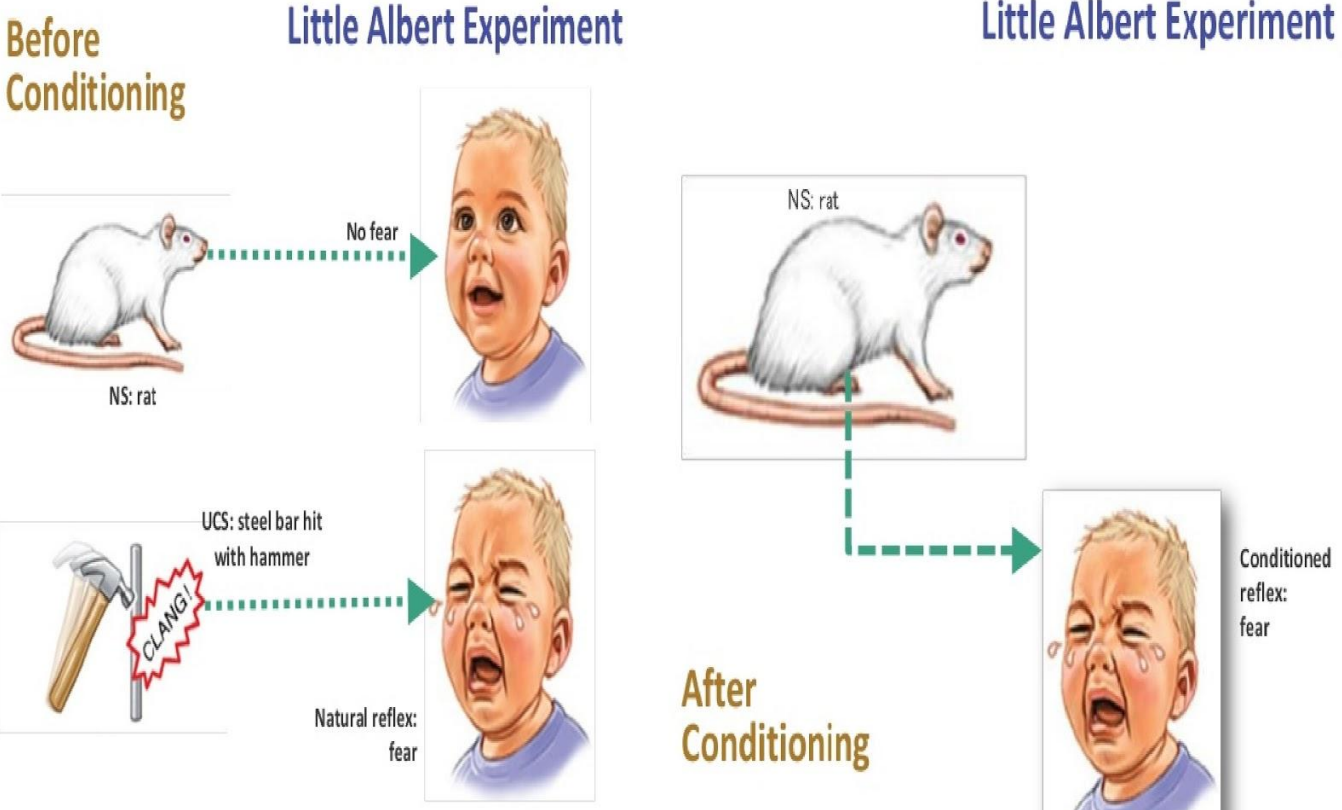 Before
Conditioning
Little Albert Experiment
No fear
NS: rat
UCS: steel bar hit
with hammer
CLANG!
Natural reflex:
fear
Little Albert Experiment
NS: rat
Conditioned
reflex:
fear
After
Conditioning